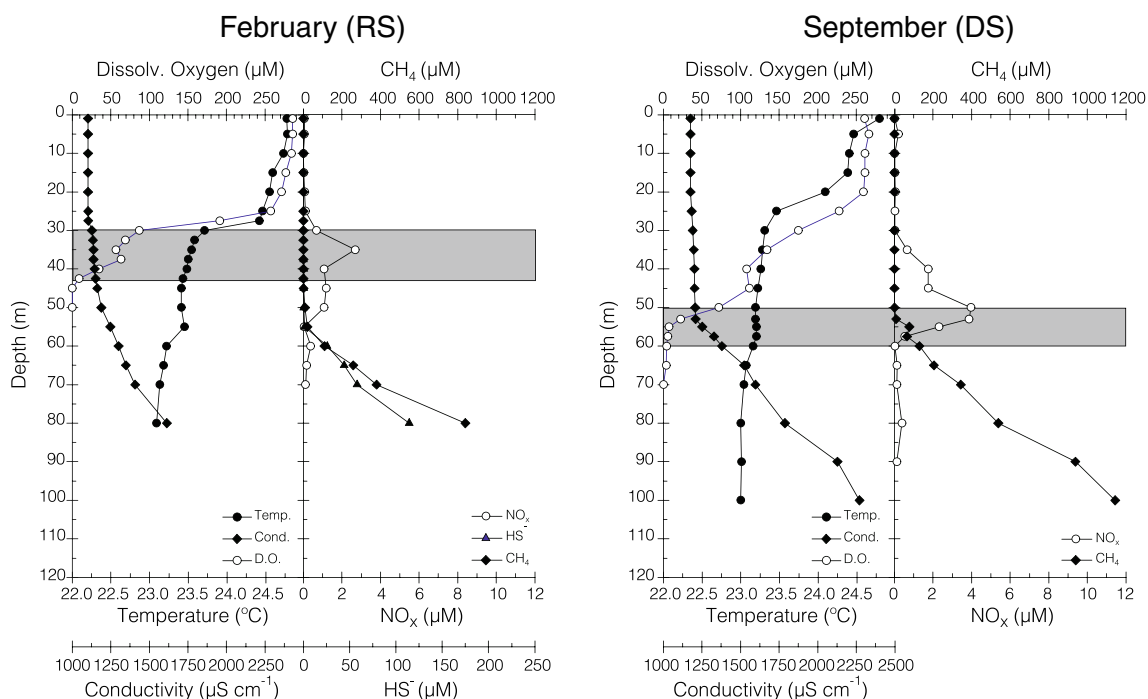 February (RS)
Dissolv. Oxygen (µM)
CH4 (µM)
0 50 100 150 200 250
0 200 400 600 800 1000 1200
0
10
20
30
40
50
60
70
80
90
100
110
120
Depth (m)
Temp.
Cond.
D.O.
NOx
HS-
CH4
22.0 22.5 23.0 23.5 24.0 24.5
0 2 4 6 8 10 12
Temperature (ºC)
NOX (µM)
1000 1250 1500 1750 2000 2250
0 50 100 150 200 250
Conductivity (µS cm-1)
HS- (µM)
September (DS)
Dissolv. Oxygen (µM)
CH4 (µM)
0 50 100 150 200 250
0 200 400 600 800 1000 1200
0
10
20
30
40
50
60
70
80
90
100
110
120
Depth (m)
Temp.
Cond.
D.O.
NOx
CH4
22.0 22.5 23.0 23.5 24.0 24.5
0 2 4 6 8 10 12
Temperature (ºC)
NOX (µM)
1000 1250 1500 1750 2000 2250 2500
Conductivity (µS cm-1)